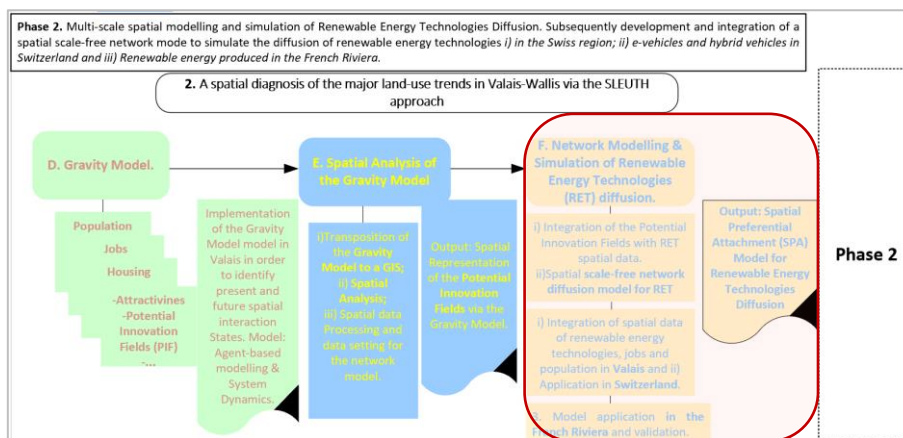 Phase 2. Multi-scale spatial modelling and simulation of Renewable Energy Technologies Diffusion. Subsequently development and integration of a
spatial scale-free network mode to simulate the diffusion of renewable energy technologies i) in the Swiss region; ii) e-vehicles and hybrid vehicles in
Switzerland and iii) Renewable energy produced in the French Riviera.
2. A spatial diagnosis of the major land-use trends in Valais-Wallis via the SLEUTH
approach
D. Gravity Model.
Population
Jobs
Housing
-Attractivines
-Potential
Innovation
Fields (PIF)
-...
Implementation
of the Gravity
Model model in
Valais in order
to identify
present and
future spatial
interaction
States. Model:
Agent-based
modelling &
System
Dynamics.
E. Spatial Analysis of
the Gravity Model
i)Transposition of
the Gravity
Model to a GIS;
ii) Spatial
Analysis;
iii) Spatial data
Processing and
data setting for
the network
model.
Output: Spatial
Representation
of the Potential
Innovation
Fields via the
Gravity Model.
F. Network Modelling &
Simulation of Renewable
Energy Technologies
(RET) diffusion.
i) Integration of the Potential
Innovation Fields with RET
spatial data.
ii)Spatial scale-free network
diffusion model for RET
i) Integration of spatial data
of renewable energy
technologies, jobs and
population in Valais and ii)
Application in Switzerland.
3. Model application in the
French Riviera and validation.
Output: Spatial
Preferential
Attachment (SPA)
Model for
Renewable Energy
Technologies
Diffusion
Phase 2